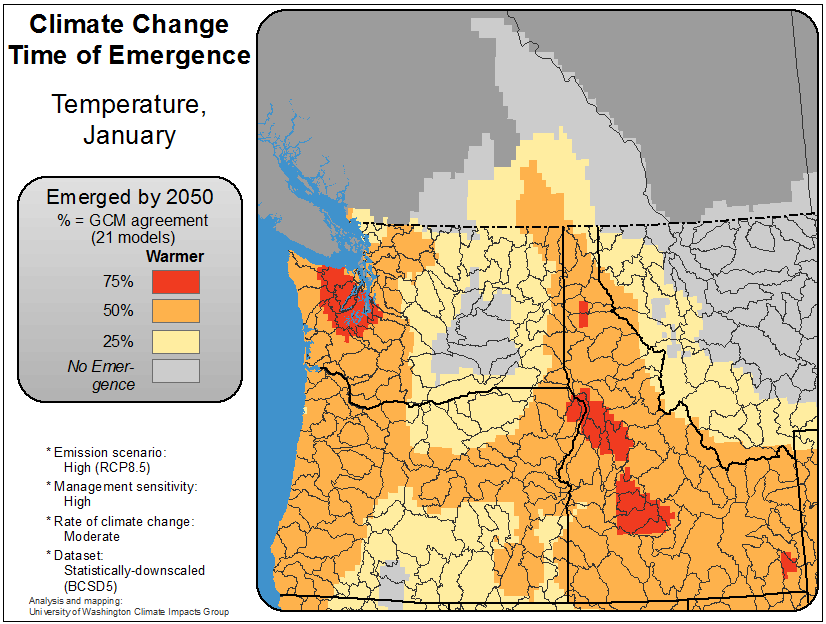 Climate Change
Time of Emergence
Temperature,
January
Emerged by 2050
% = GCM agreement
(21 models)
Warmer
75%
50%
25%
No Emer-
gence
* Emission scenario:
High (RCP8.5)
* Management sensitivity:
High
* Rate of climate change:
Moderate
* Dataset:
Statistically-downscaled
(BCSD5)
Analysis and mapping:
University of Washington Climate Impacts Group